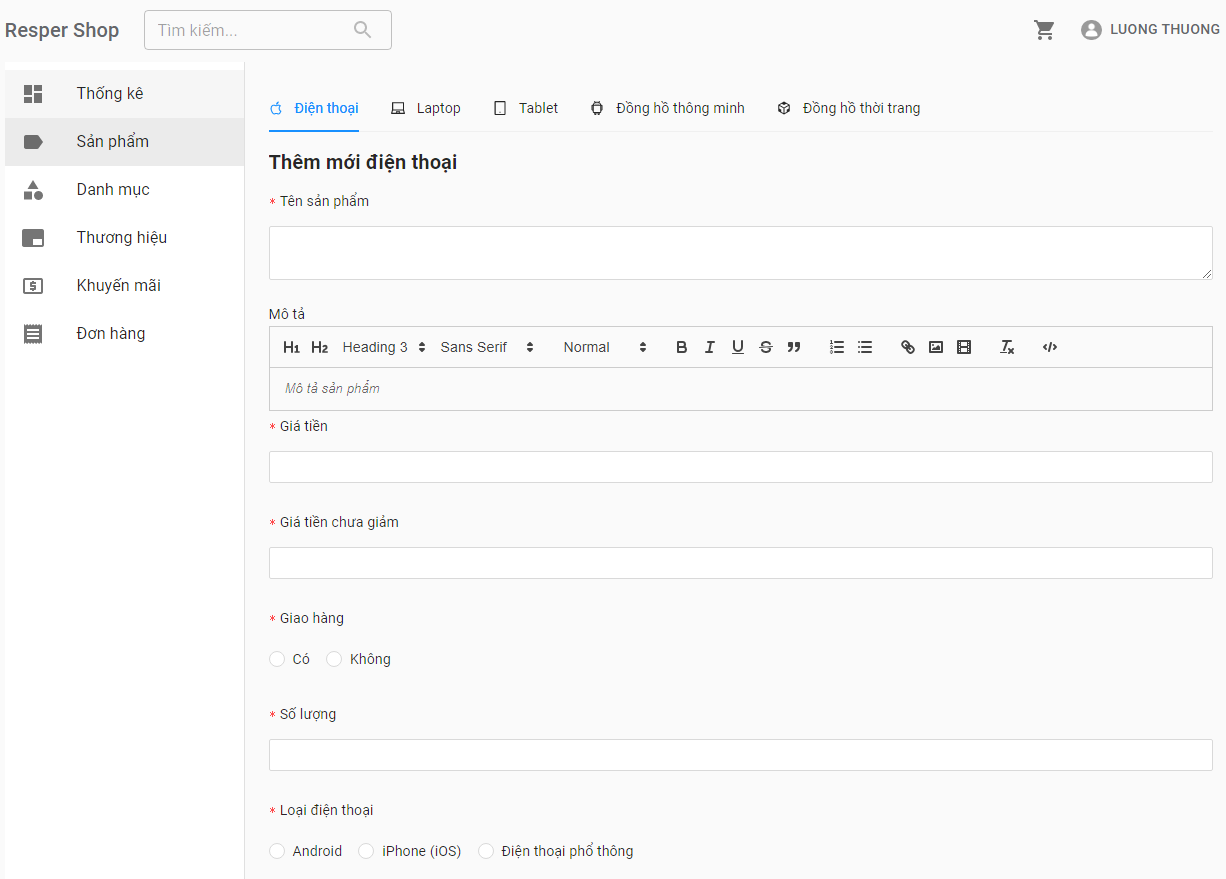 Resper Shop
Tìm kiếm...
LUONG THUONG
Thống kê
Sản phẩm
Danh mục
Thương hiệu
Khuyến mãi
Đơn hàng
Điện thoại Laptop Tablet Đồng hồ thông minh Đồng hồ thời trang
Thêm mới điện thoại
* Tên sản phẩm
Mô tả
H1 H2 Heading 3 Sans Serif Normal B I U S
Mô tả sản phẩm
* Giá tiền
* Giá tiền chưa giảm
* Giao hàng
Có Không
* Số lượng
* Loại điện thoại
Android iPhone (iOS) Điện thoại phổ thông